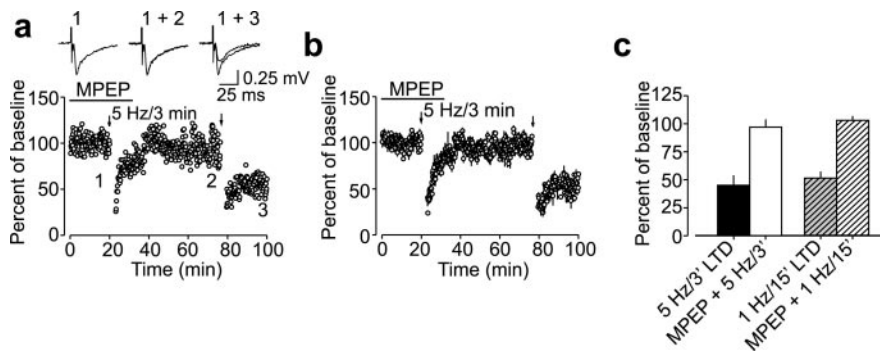 a
1
1 + 2
1 + 3
0.25 mV
25 ms
MPEP
5 Hz/3 min
Percent of baseline
150
100
50
0
1
2
3
0 20 40 60 80 100
Time (min)
b
MPEP
5 Hz/3 min
Percent of baseline
150
100
50
0
0 20 40 60 80 100
Time (min)
c
Percent of baseline
125
100
75
50
25
0
5 Hz/3' LTD
MPEP + 5 Hz/3'
1 Hz/15' LTD
MPEP + 1 Hz/15'